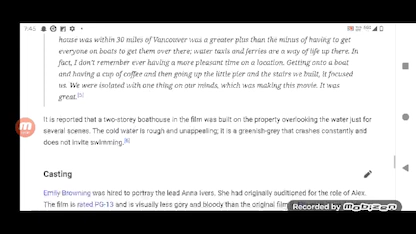 7:55
house was within 30 miles of Vancouver was a greater plus than the minus of having to get
everyone on boats to get them over there; water taxis and ferries are a way of life up there. In
fact, I don't remember ever having a more pleasant time on a location. Getting onto a boat
and having a cup of coffee and then going up the little pier and the stairs we built, it focused
us. We were isolated with one thing on our minds, which was making this movie. It was
great.[5]
It is reported that a two-storey boathouse in the film was built on the property overlooking the water just for
several scenes. The cold water is rough and unappealing; it is a greenish-grey that crashes constantly and
does not invite swimming.[6]
Casting
Emily Browning was hired to portray the lead Anna Ivers. She had originally auditioned for the role of Alex.
The film is rated PG-13 and is visually less gory and bloody than the original film
Recorded by Mobizen